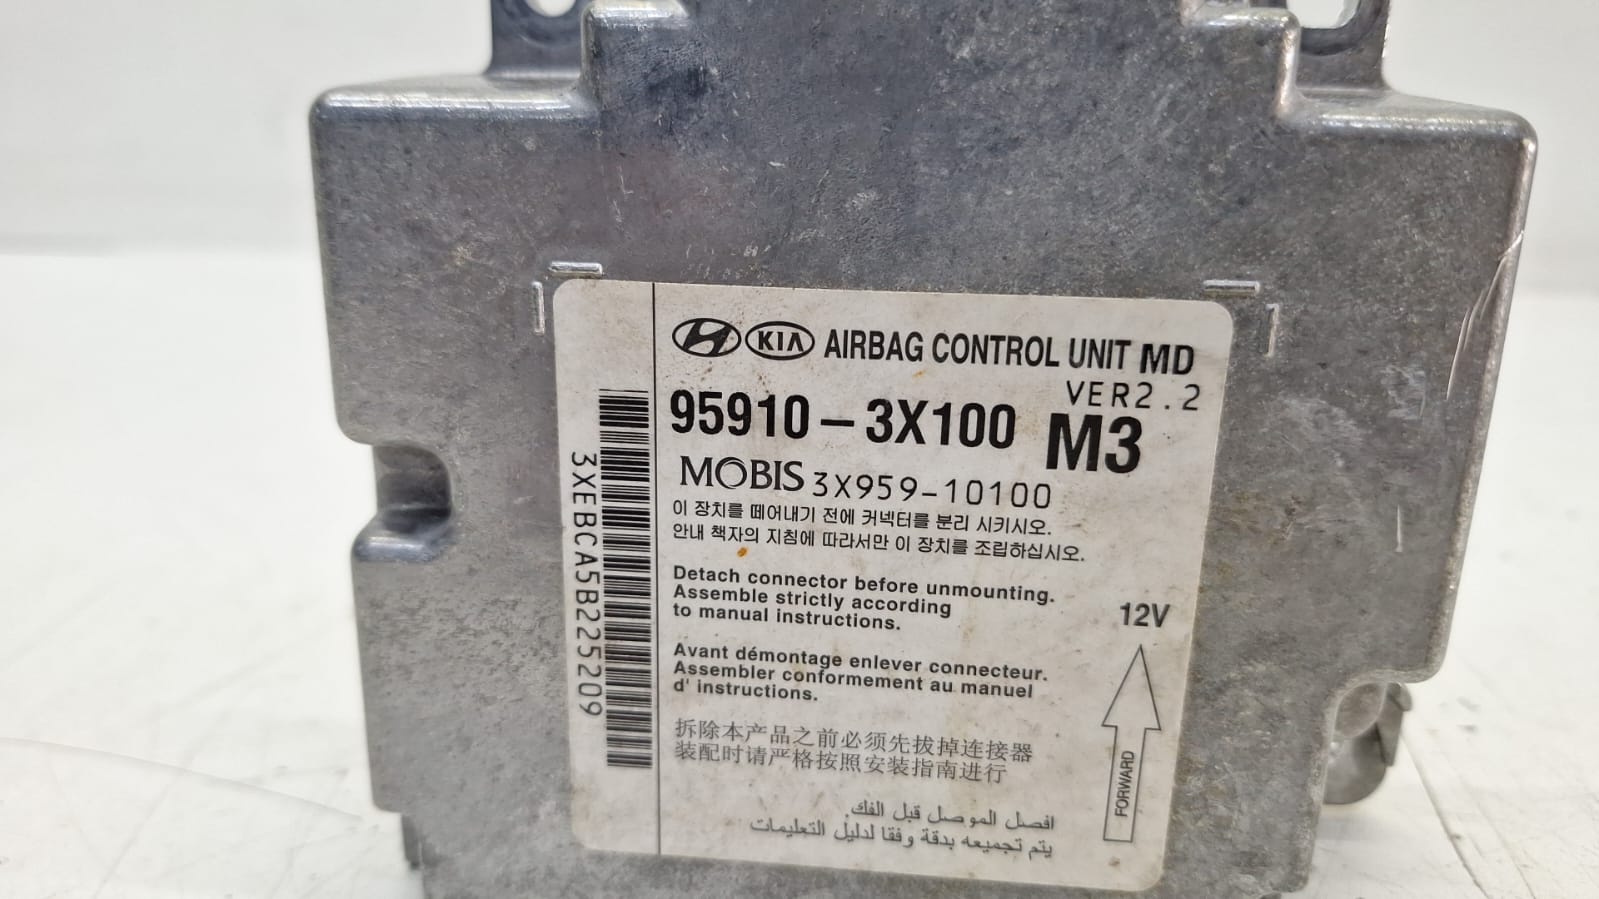 KIA AIRBAG CONTROL UNIT MD
VER2.2
95910-3X100 M3
MOBIS 3X959-10100
이 장치를 떼어내기 전에 커넥터를 분리 시키시오.
안내 책자의 지침에 따라서만 이 장치를 조립하십시오.
Detach connector before unmounting.
Assemble strictly according
to manual instructions.
12V
Avant démontage enlever connecteur.
Assembler conformement au manuel
d' instructions.
拆除本产品之前必须先拔掉连接器
装配时请严格按照安装指南进行
FORWARD
افصل الموصل قبل الفك.
يتم تجميعه بدقة وفقا لدليل التعليمات
3XEBCA5B225209